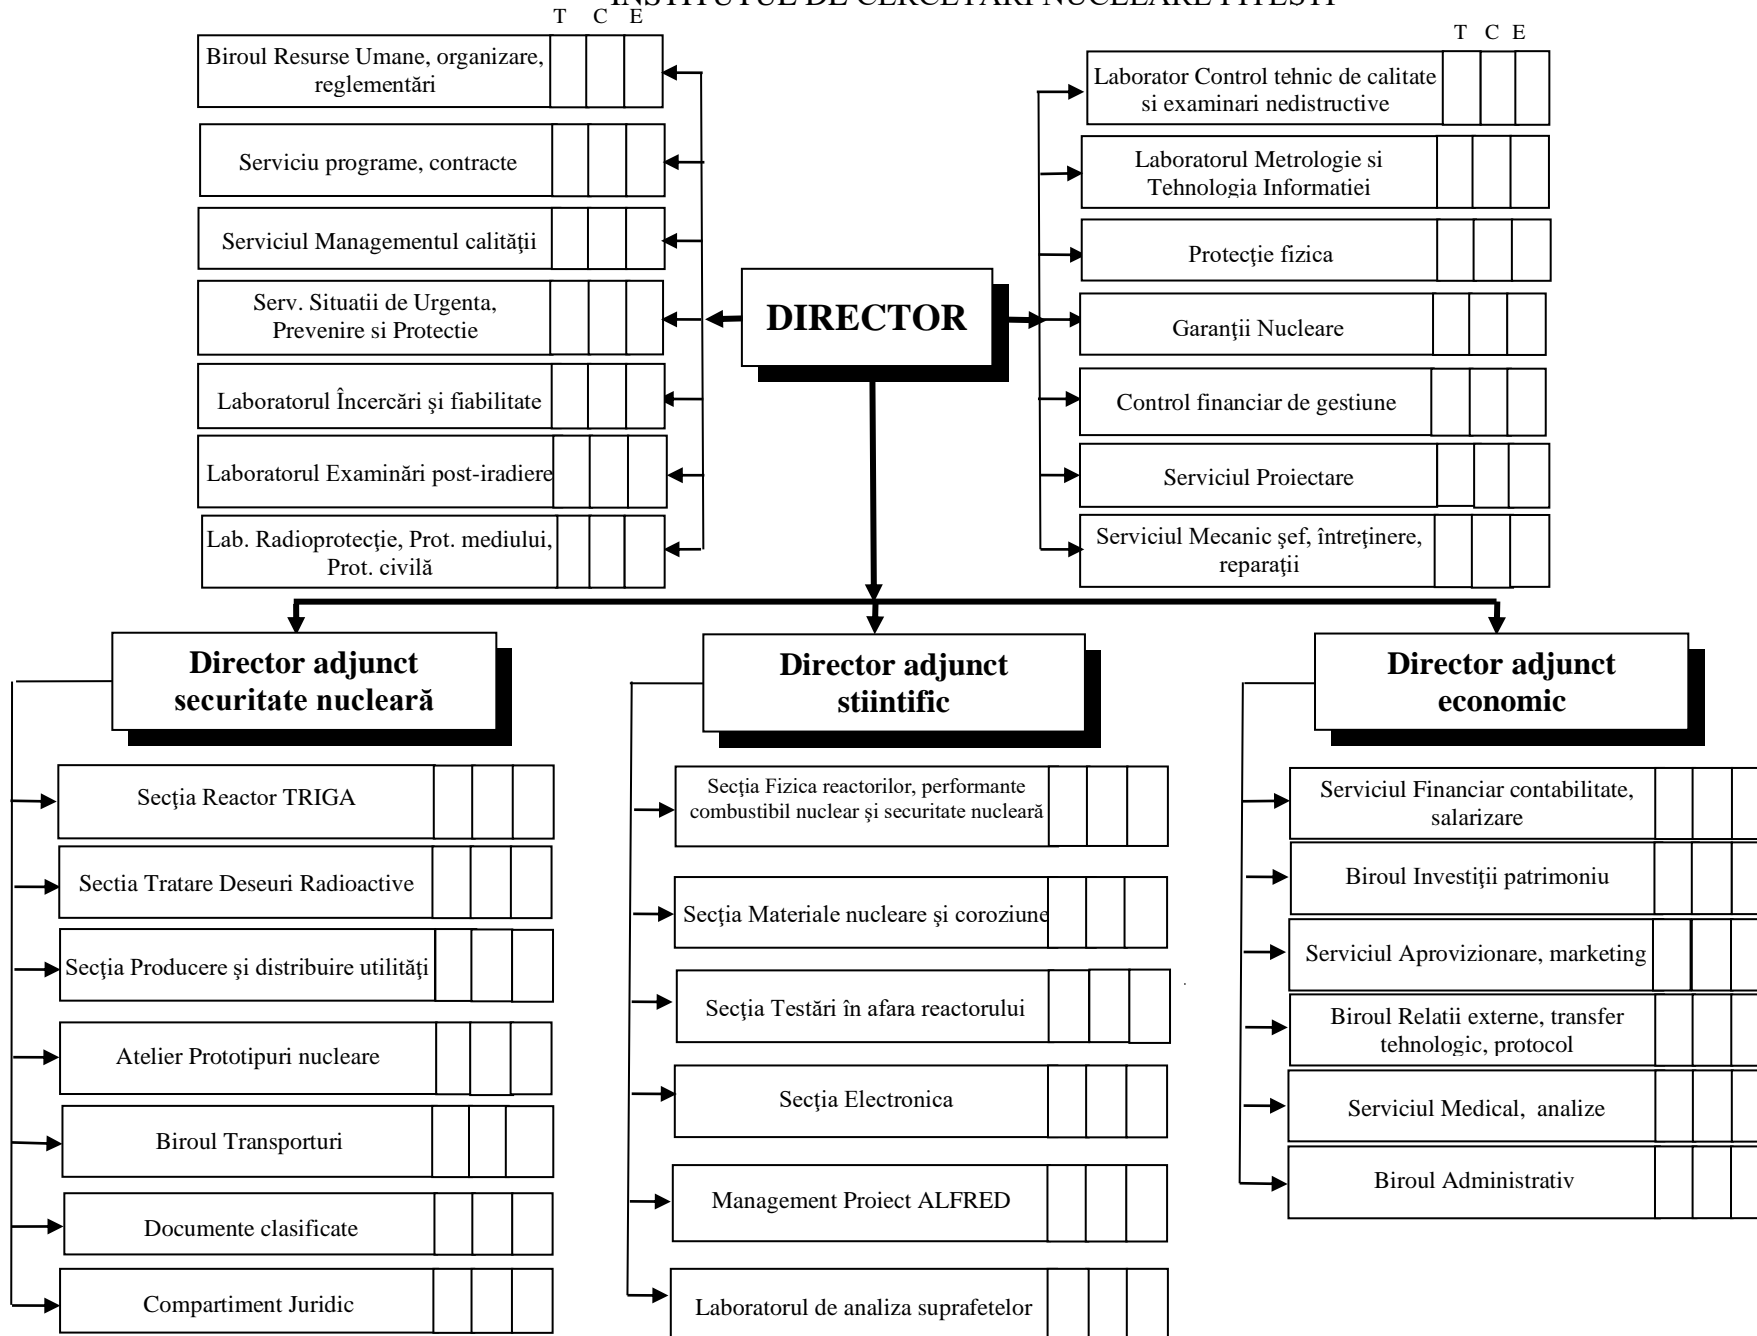 INSTITUTUL DE CERCETARI NUCLEARE PITESTI
T C E
T C E
Biroul Resurse Umane, organizare,
reglementări
Serviciu programe, contracte
Serviciul Managementul calităţii
Serv. Situatii de Urgenta,
Prevenire si Protectie
Laboratorul Încercări şi fiabilitate
Laboratorul Examinări post-iradiere
Lab. Radioprotecţie, Prot. mediului,
Prot. civilă
DIRECTOR
Laborator Control tehnic de calitate
si examinari nedistructive
Laboratorul Metrologie si
Tehnologia Informatiei
Protecţie fizica
Garanţii Nucleare
Control financiar de gestiune
Serviciul Proiectare
Serviciul Mecanic şef, întreţinere,
reparaţii
Director adjunct
securitate nucleară
Secţia Reactor TRIGA
Sectia Tratare Deseuri Radioactive
Secţia Producere şi distribuire utilităţi
Atelier Prototipuri nucleare
Biroul Transporturi
Documente clasificate
Compartiment Juridic
Director adjunct
stiintific
Secţia Fizica reactorilor, performante
combustibil nuclear şi securitate nucleară
Secţia Materiale nucleare şi coroziune
Secţia Testări în afara reactorului
Secţia Electronica
Management Proiect ALFRED
Laboratorul de analiza suprafetelor
Director adjunct
economic
Serviciul Financiar contabilitate,
salarizare
Biroul Investiţii patrimoniu
Serviciul Aprovizionare, marketing
Biroul Relatii externe, transfer
tehnologic, protocol
Serviciul Medical, analize
Biroul Administrativ